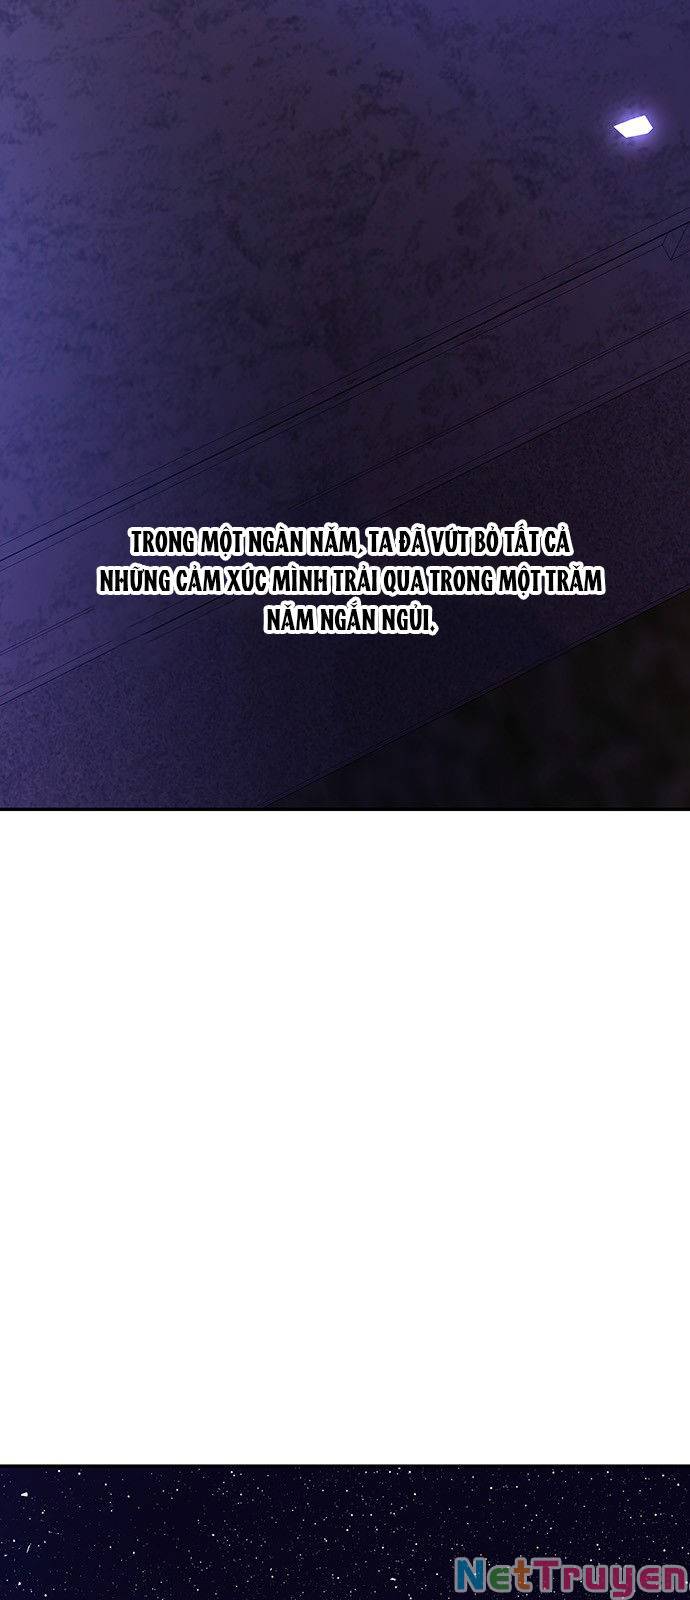 TRONG MỘT NGÀN NĂM, TA ĐÃ VỨT BỎ TẤT CẢ
NHỮNG CẢM XÚC MÌNH TRẢI QUA TRONG MỘT TRĂM
NĂM NGẮN NGỦI.
NetTruyen